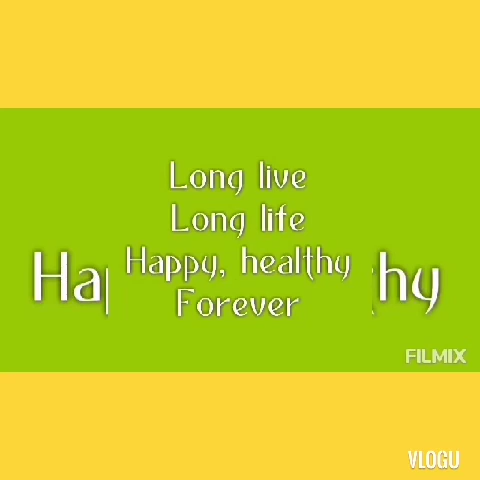 Long live
Long life
Happy, healthy
Forever
FILMIX
VLOGU